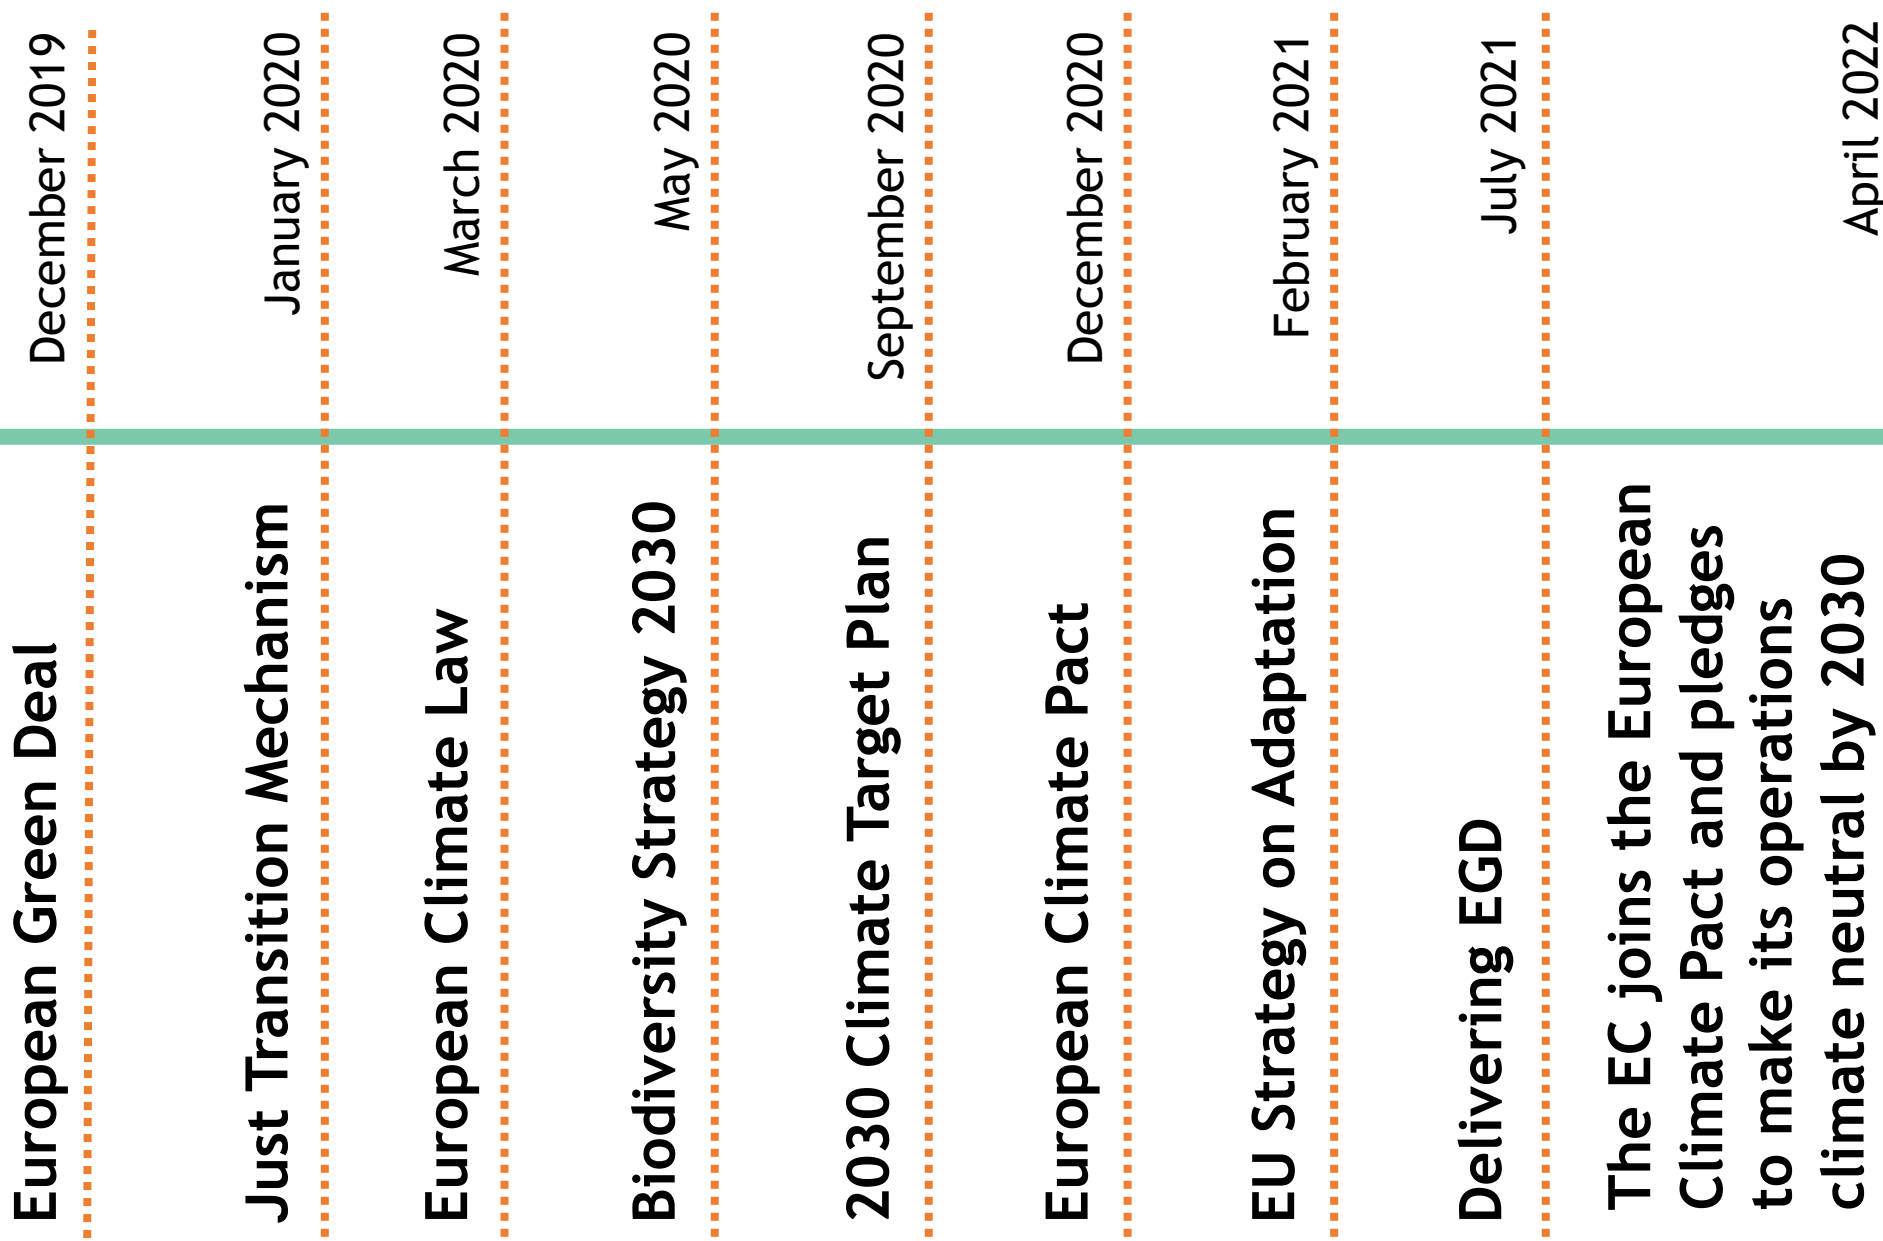 European Green Deal
December 2019
Just Transition Mechanism
January 2020
European Climate Law
March 2020
Biodiversity Strategy 2030
May 2020
2030 Climate Target Plan
September 2020
European Climate Pact
December 2020
EU Strategy on Adaptation
February 2021
Delivering EGD
July 2021
The EC joins the European
Climate Pact and pledges
to make its operations
climate neutral by 2030
April 2022